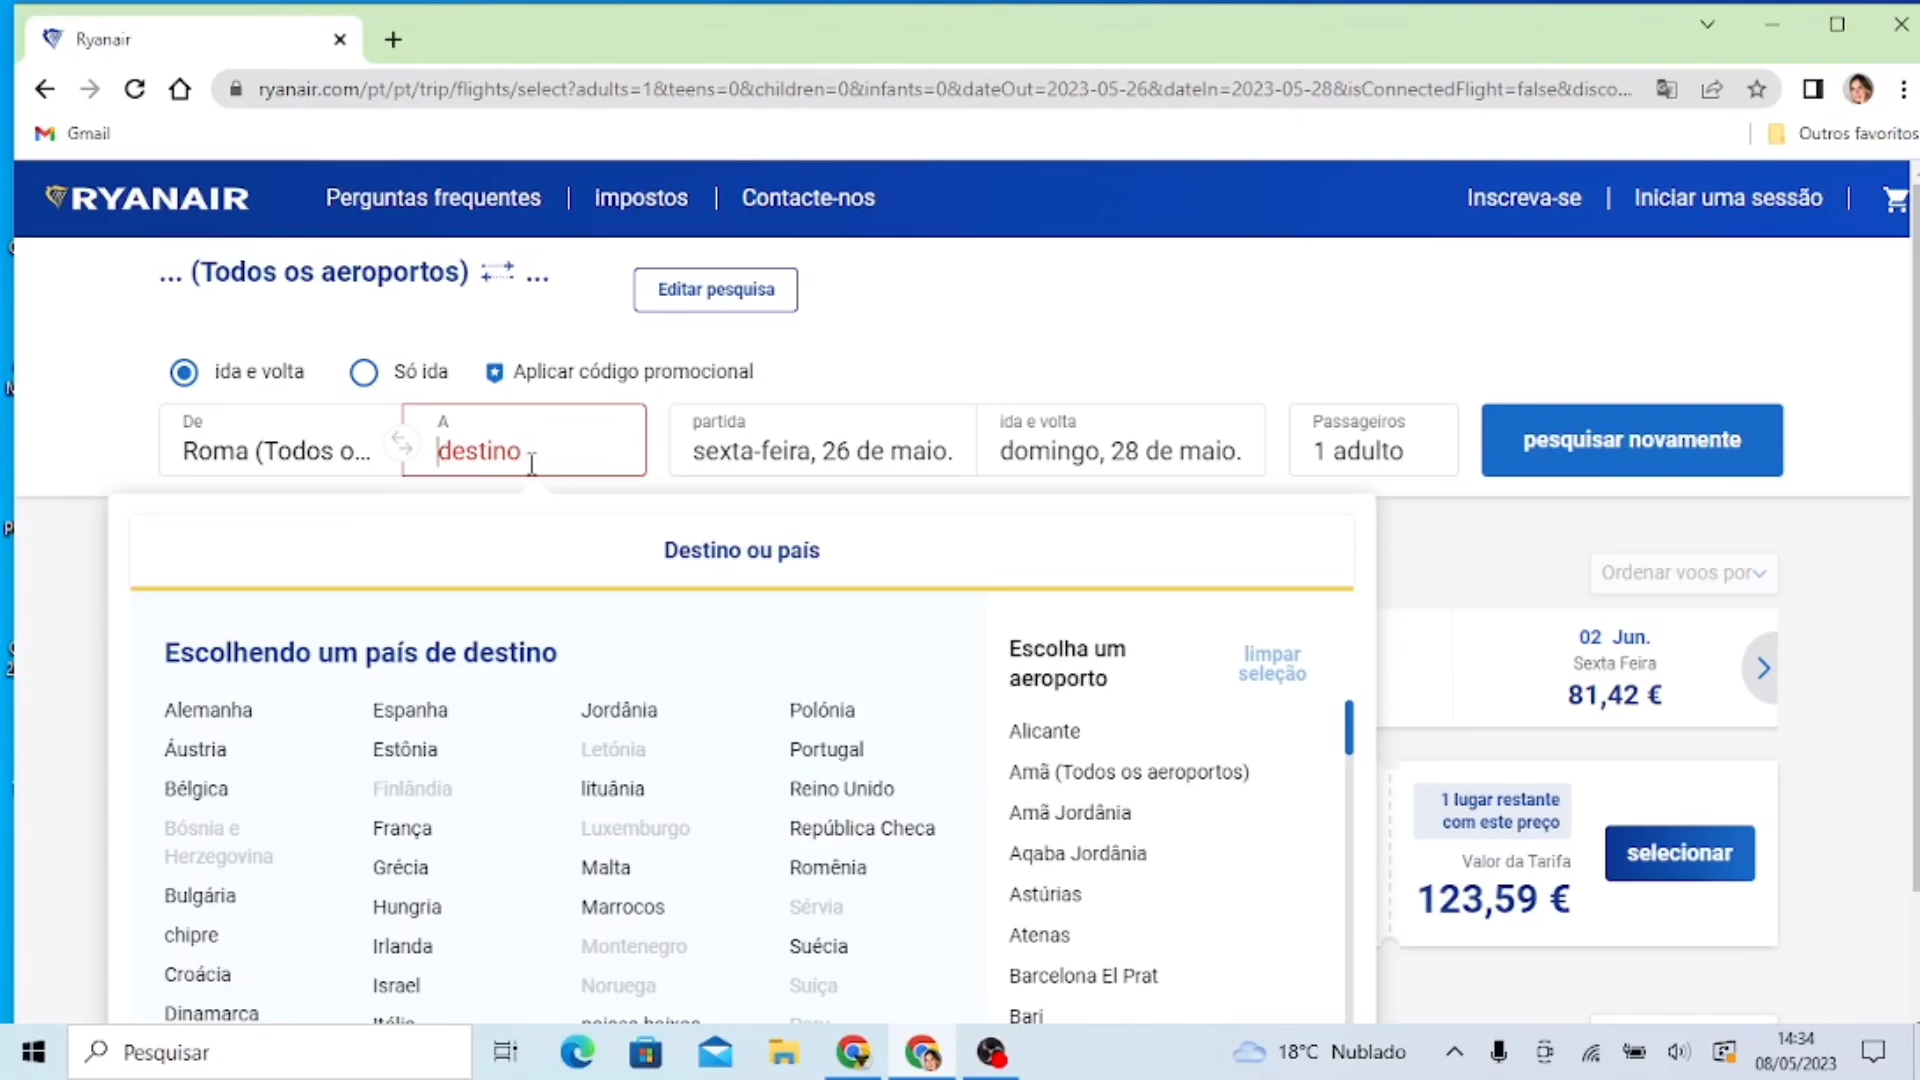 Ryanair
ryanair.com/pt/pt/trip/flights/select?adults=1&teens=0&children=0&infants=0&dateOut=2023-05-26&dateIn=2023-05-28&isConnectedFlight=false&disco...
Gmail
Outros favoritos
RYANAIR
Perguntas frequentes | impostos | Contacte-nos
Inscreva-se | Iniciar uma sessão |
... (Todos os aeroportos) ...
Editar pesquisa
ida e volta
Só ida
Aplicar código promocional
De
Roma (Todos o...
A
destino
partida
sexta-feira, 26 de maio.
ida e volta
domingo, 28 de maio.
Passageiros
1 adulto
pesquisar novamente
Destino ou país
Ordenar voos por
Escolhendo um país de destino
Alemanha
Áustria
Bélgica
Bósnia e
Herzegovina
Bulgária
chipre
Croácia
Dinamarca
Espanha
Estônia
Finlândia
França
Grécia
Hungria
Irlanda
Israel
Itália
Jordânia
Letónia
lituânia
Luxemburgo
Malta
Marrocos
Montenegro
Noruega
países baixos
Polónia
Portugal
Reino Unido
República Checa
Romênia
Sérvia
Suécia
Suíça
Escolha um
aeroporto
limpar
seleção
Alicante
Amã (Todos os aeroportos)
Amã Jordânia
Aqaba Jordânia
Astúrias
Atenas
Barcelona El Prat
Bari
02 Jun.
Sexta Feira
81,42 €
1 lugar restante
com este preço
Valor da Tarifa
123,59 €
selecionar
Pesquisar
18°C Nublado
14:34
08/05/2023